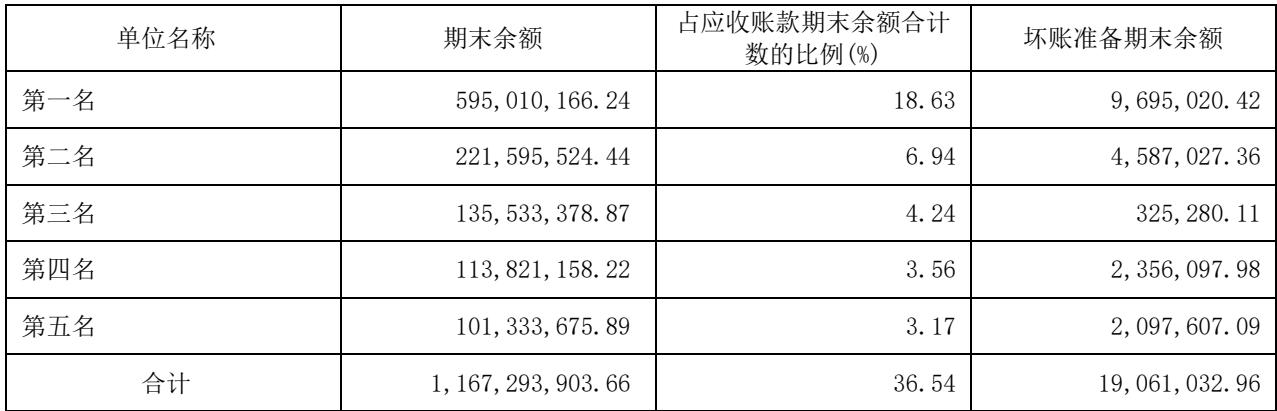 单位名称 期末余额 占应收账款期末余额合计 坏账准备期末余额
数的比例(%)
第一名 595,010,166.24 18.63 9,695,020.42
第二名 221,595,524.44 6.94 4,587,027.36
第三名 135,533,378.87 4.24 325,280.11
第四名 113,821,158.22 3.56 2,356,097.98
第五名 101,333,675.89 3.17 2,097,607.09
合计 1,167,293,903.66 36.54 19,061,032.96